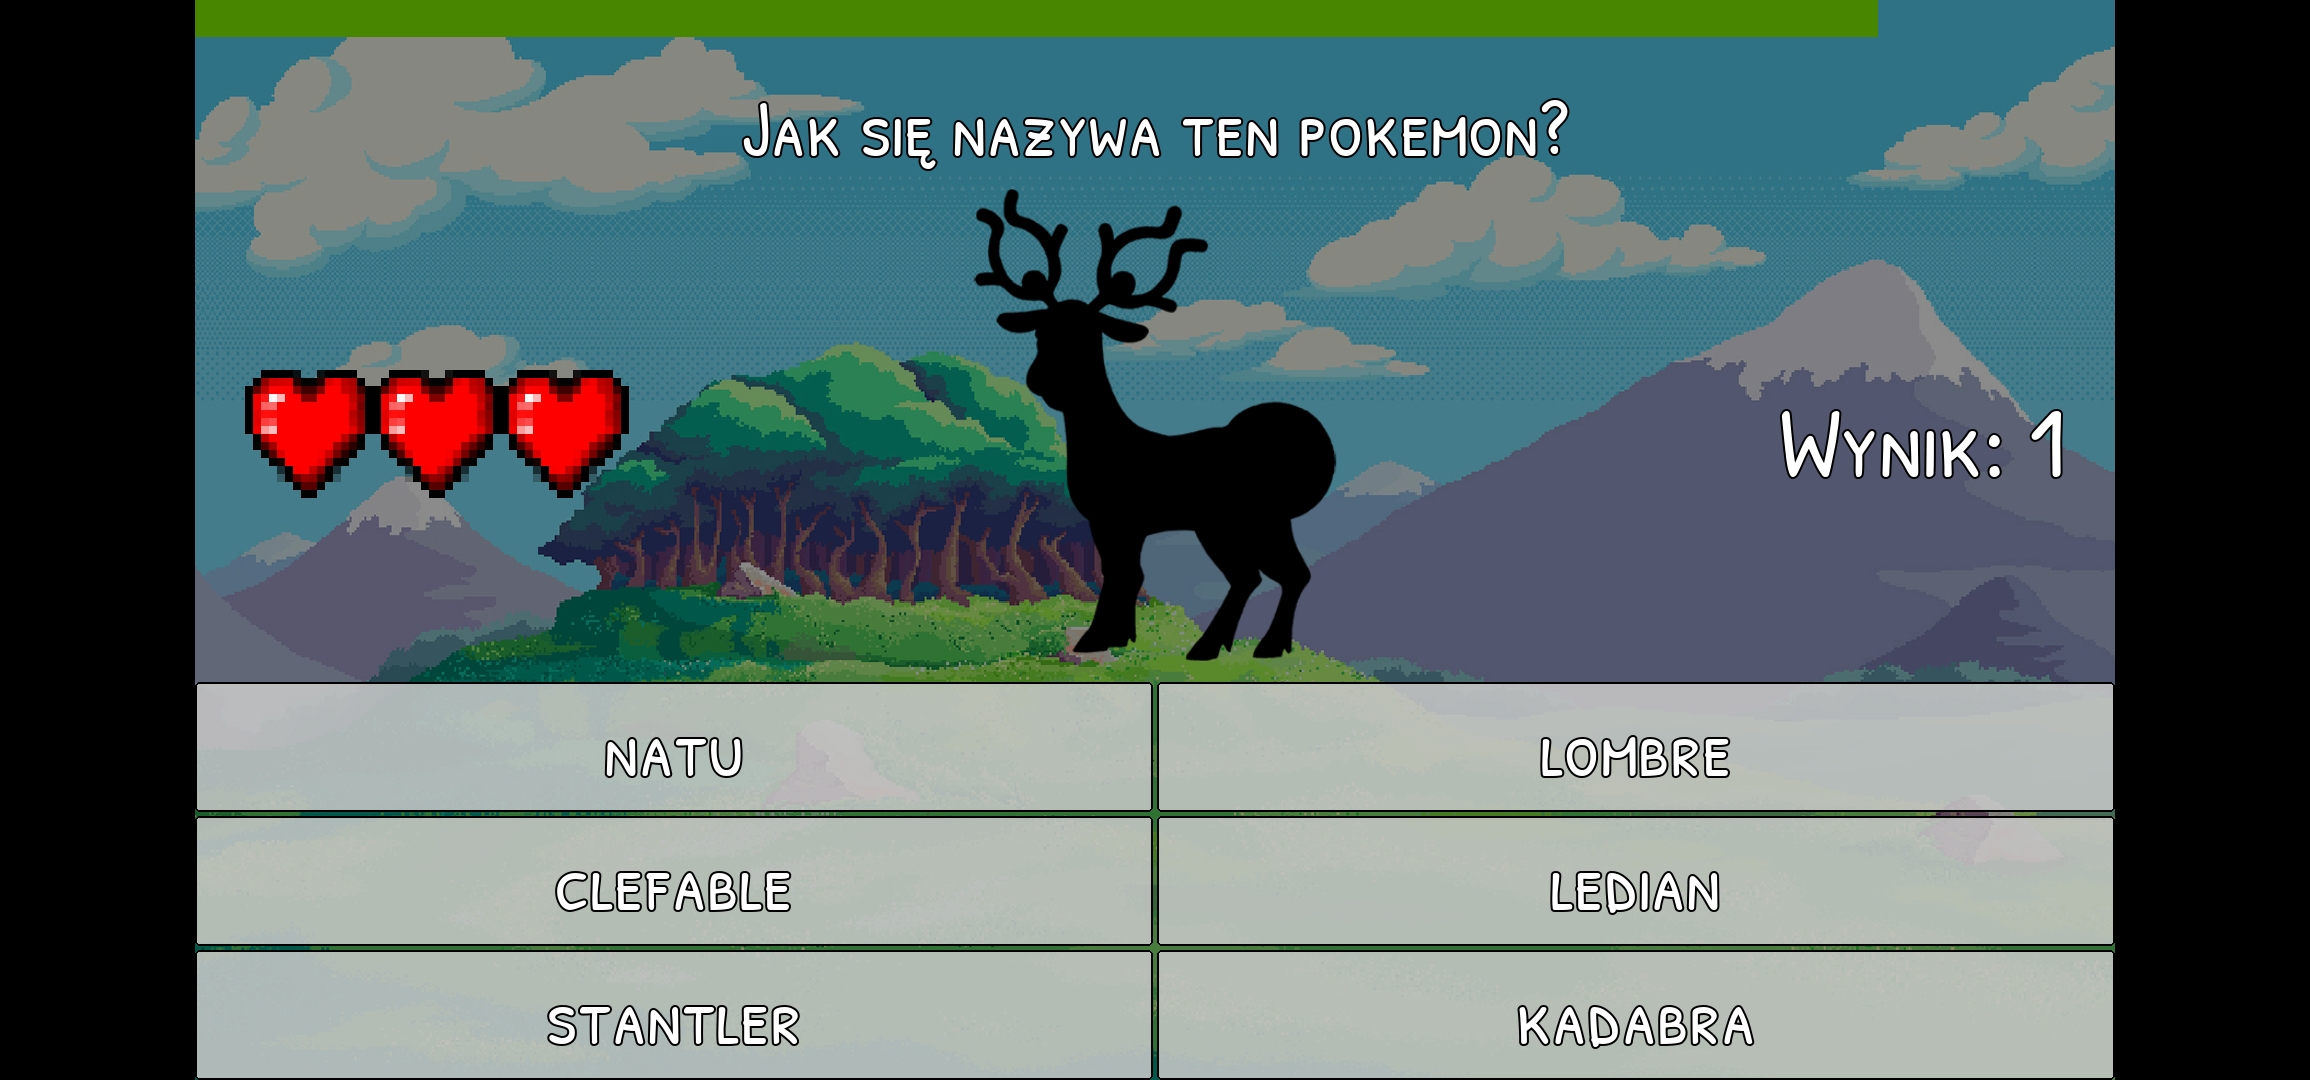 Jak się nazywa ten pokemon?
Wynik: 1
NATU
LOMBRE
CLEFABLE
LEDIAN
STANTLER
KADABRA